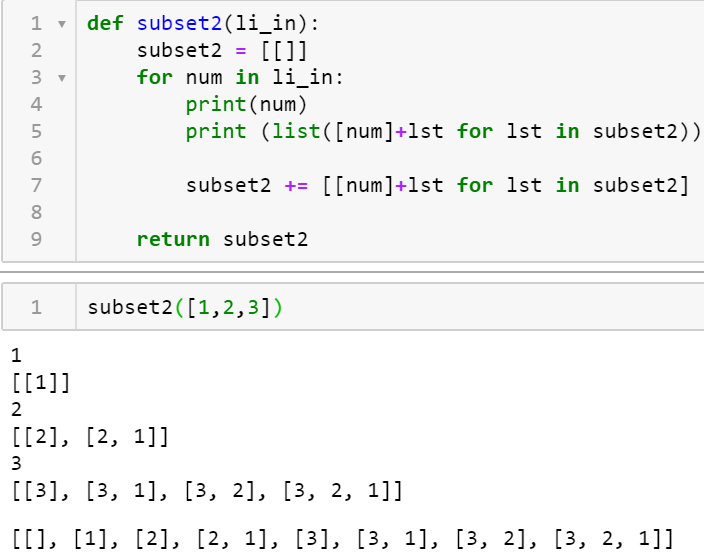 1 ▾ def subset2(li_in):
2     subset2 = [[]]
3 ▾     for num in li_in:
4         print(num)
5         print (list([num]+lst for lst in subset2))
6
7         subset2 += [[num]+lst for lst in subset2]
8
9     return subset2
1 subset2([1,2,3])
1
[[1]]
2
[[2], [2, 1]]
3
[[3], [3, 1], [3, 2], [3, 2, 1]]
[[], [1], [2], [2, 1], [3], [3, 1], [3, 2], [3, 2, 1]]